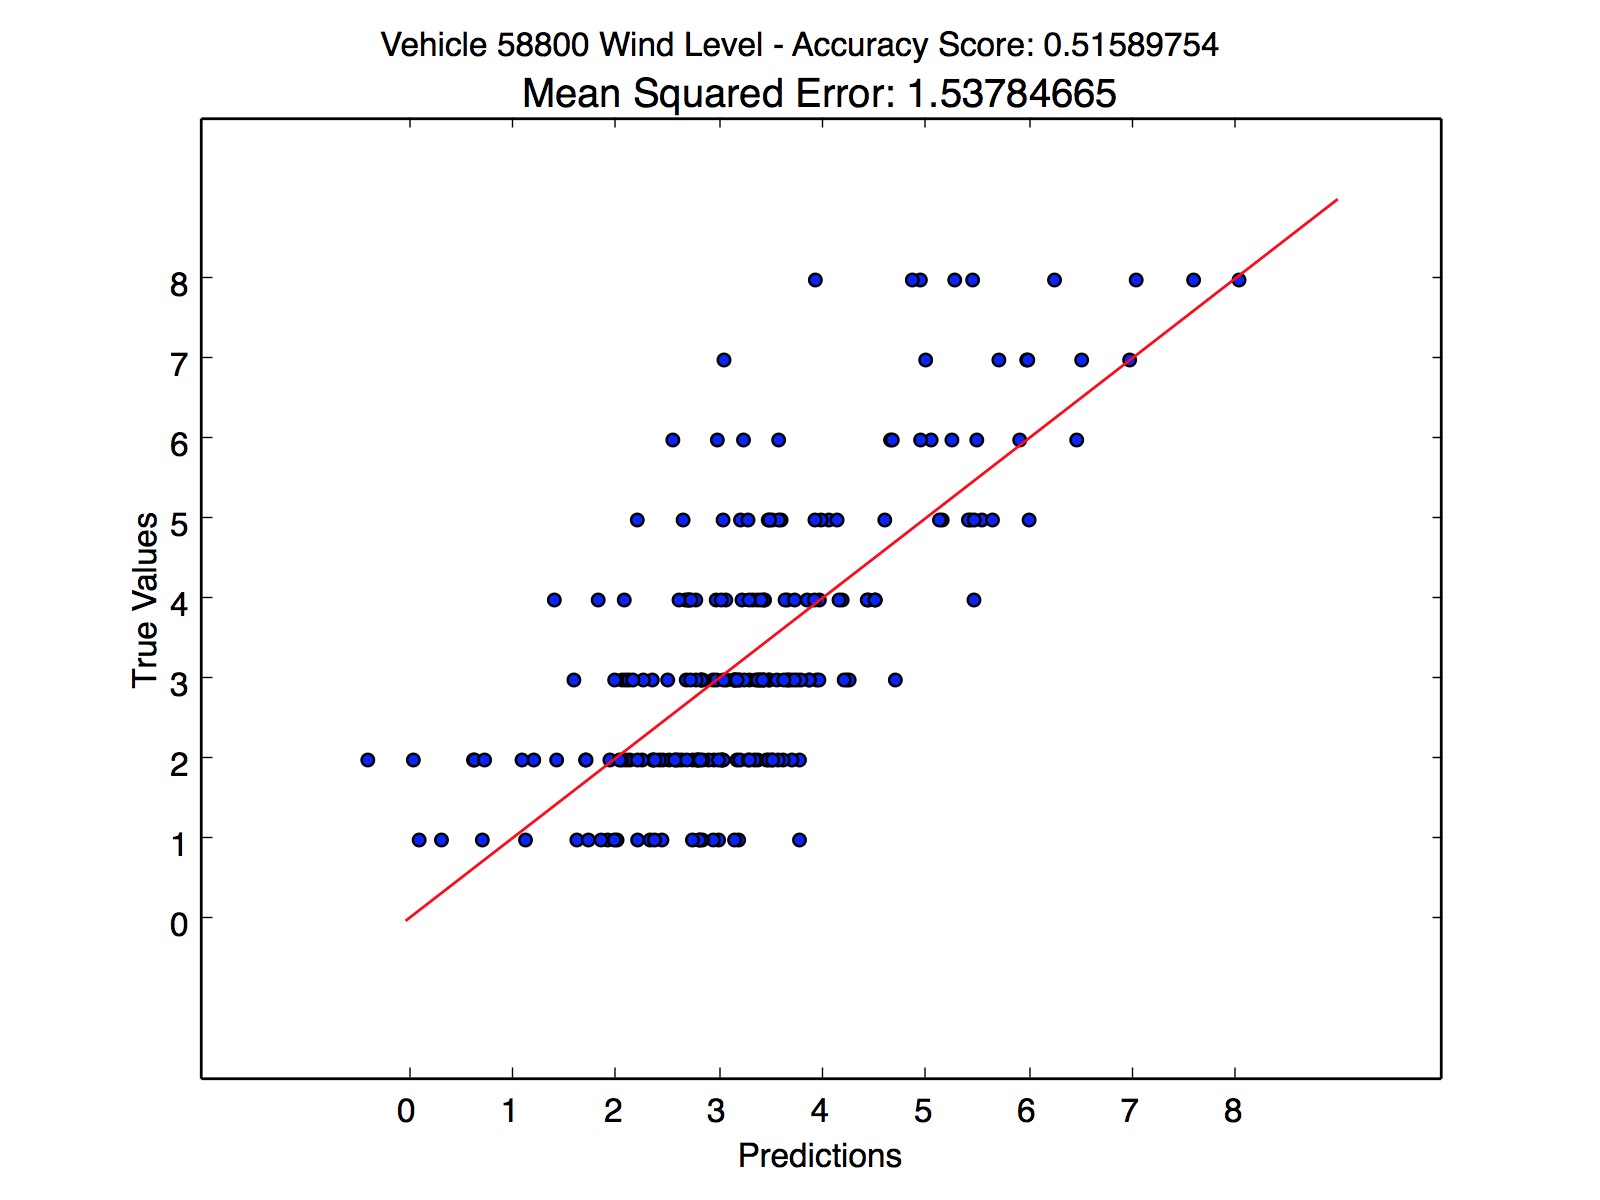 Vehicle 58800 Wind Level - Accuracy Score: 0.51589754
Mean Squared Error: 1.53784665
8
7
6
5
4
3
2
1
0
True Values
0 1 2 3 4 5 6 7 8
Predictions